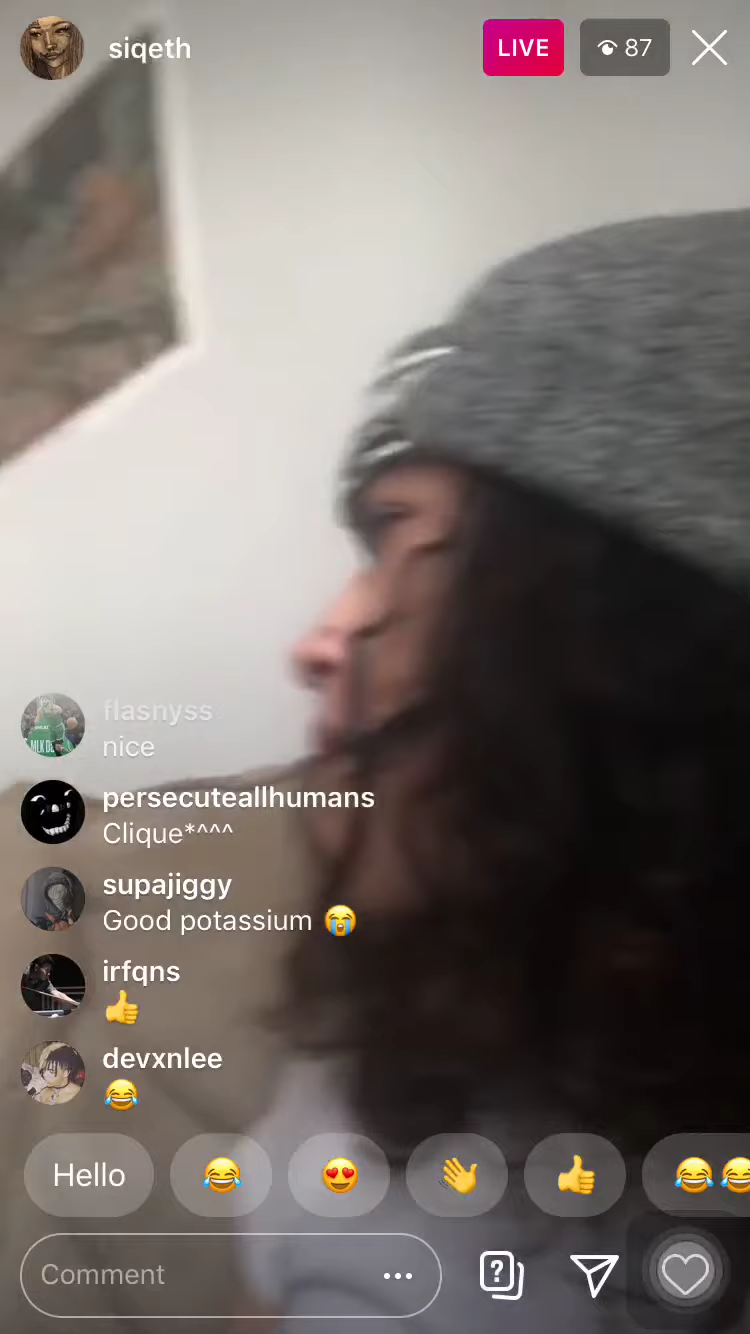 siqeth
LIVE
87
flasnyss
nice
persecuteallhumans
Clique*^^^
supajiggy
Good potassium 😭
irfqns
👍
devxnlee
😂
Hello
Comment